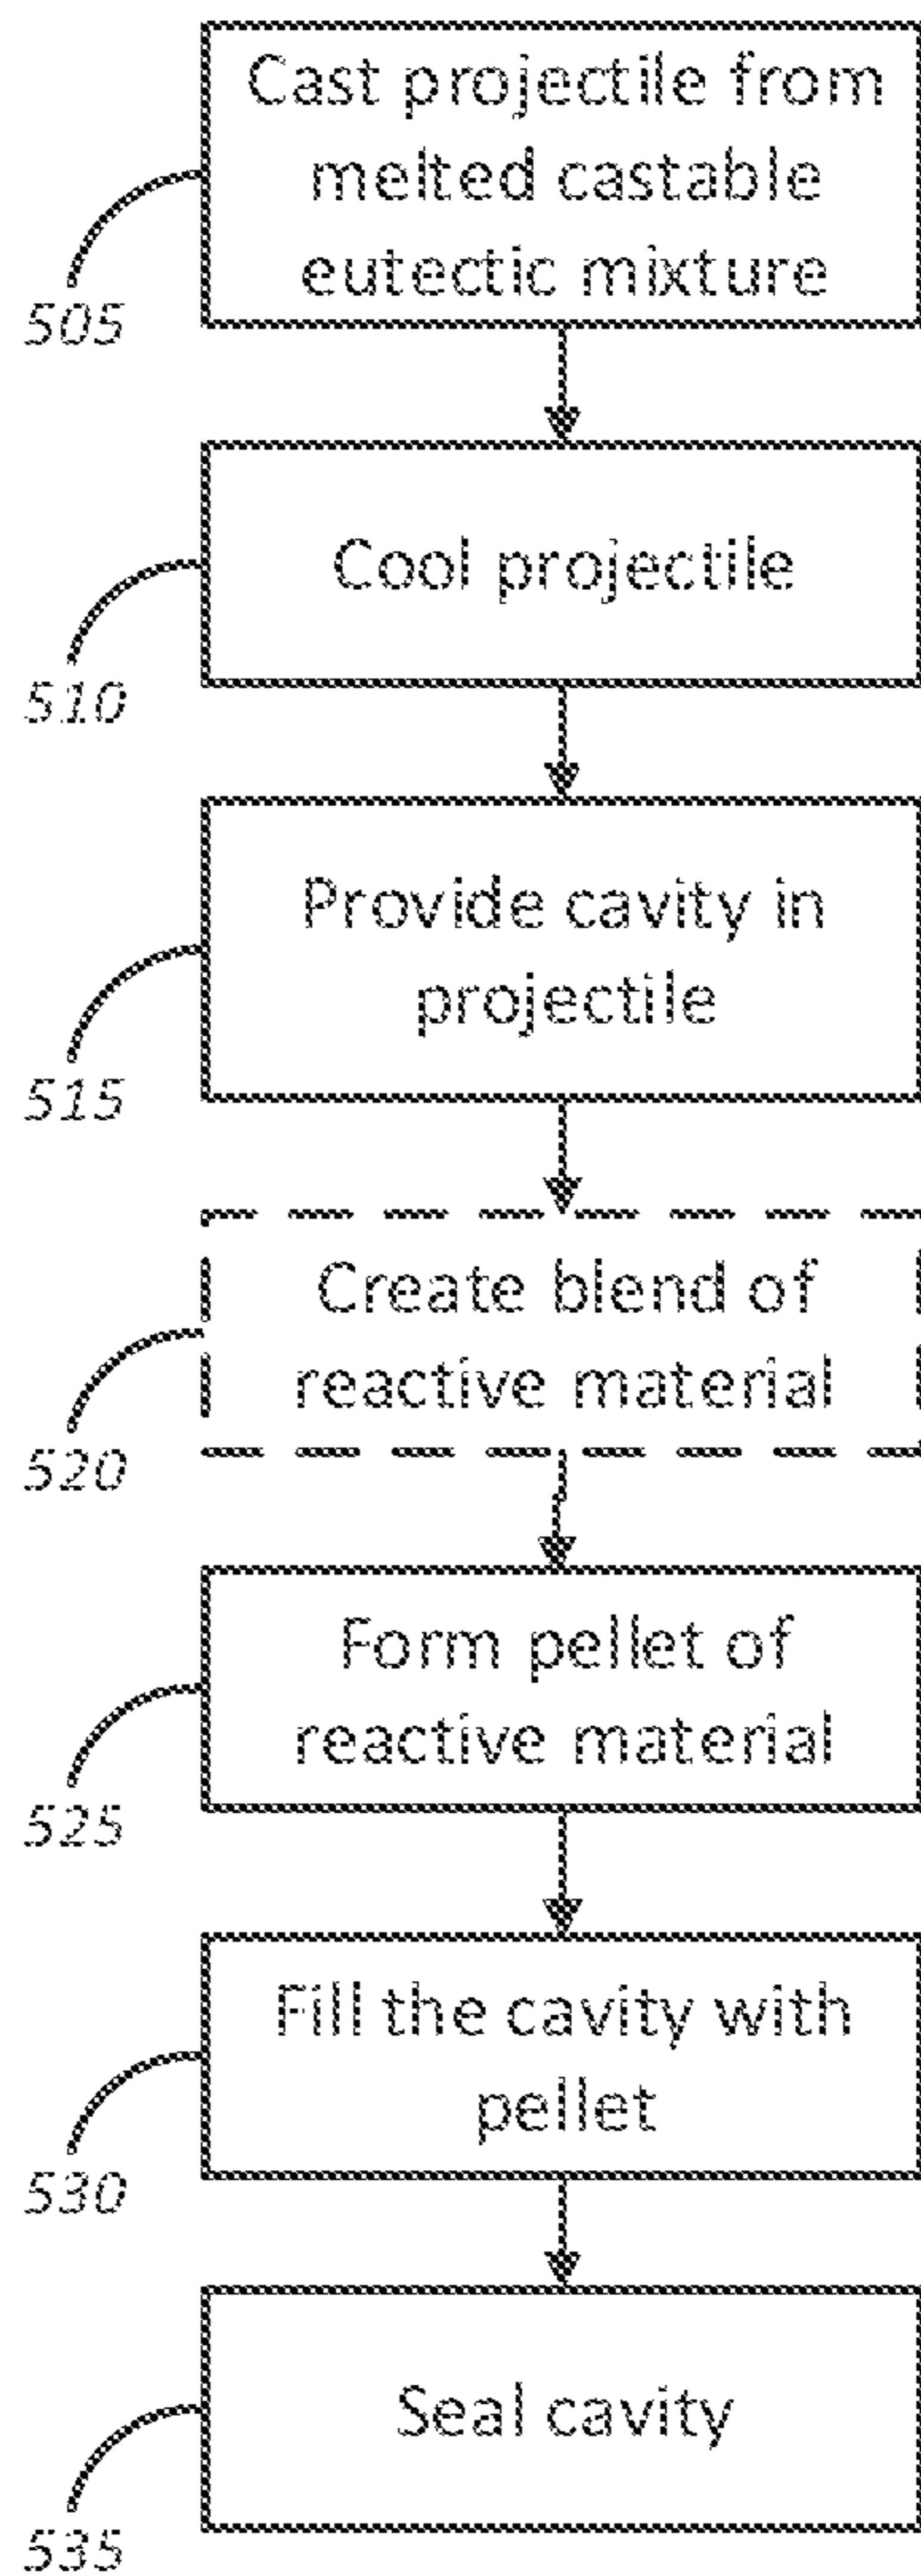 Cast projectile from
melted castable
eutectic mixture
505
Cool projectile
510
Provide cavity in
projectile
515
Create blend of
reactive material
520
Form pellet of
reactive material
525
Fill the cavity with
pellet
530
Seal cavity
535